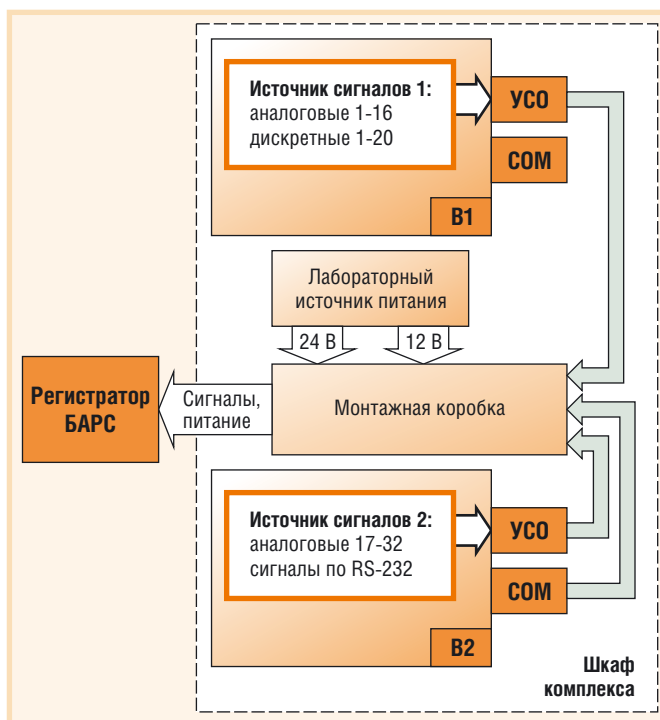 Источник сигналов 1:
аналоговые 1-16
дискретные 1-20
УСО
COM
B1
Лабораторный
источник питания
24 В
12 В
Регистратор
БАРС
Сигналы,
питание
Монтажная коробка
Источник сигналов 2:
аналоговые 17-32
сигналы по RS-232
УСО
COM
B2
Шкаф
комплекса